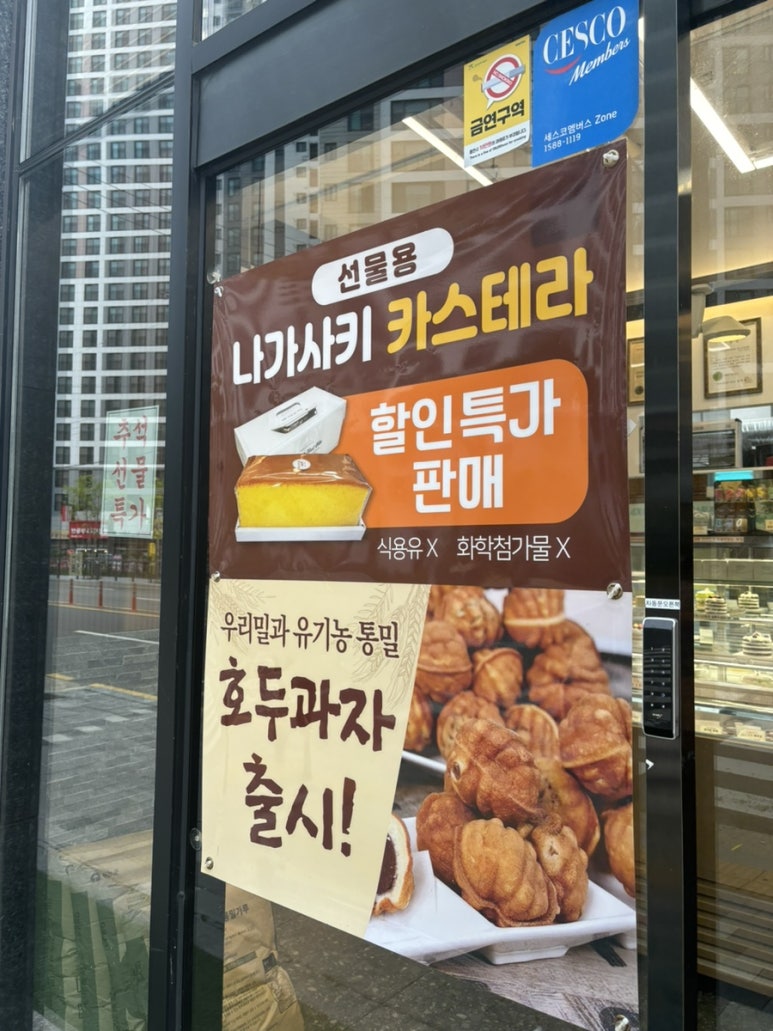 CESCO
Members
세스코멤버스 Zone
1588-1119
금연구역
선물용
나가사키 카스테라
할인특가
판매
식용유 X 화학첨가물 X
우리밀과 유기농 통밀
호두과자
출시!
추석
선물
특가